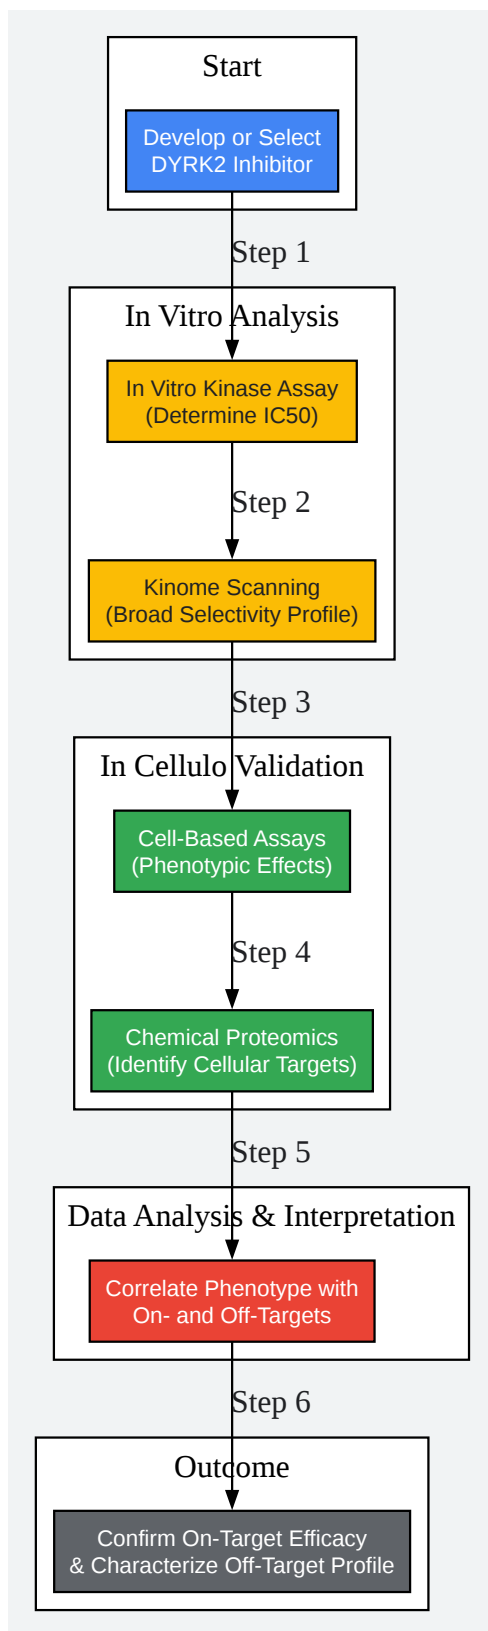 Start
Develop or Select
DYRK2 Inhibitor
Step 1
In Vitro Analysis
In Vitro Kinase Assay
(Determine IC50)
Step 2
Kinome Scanning
(Broad Selectivity Profile)
Step 3
In Cellulo Validation
Cell-Based Assays
(Phenotypic Effects)
Step 4
Chemical Proteomics
(Identify Cellular Targets)
Step 5
Data Analysis & Interpretation
Correlate Phenotype with
On- and Off-Targets
Step 6
Outcome
Confirm On-Target Efficacy
& Characterize Off-Target Profile